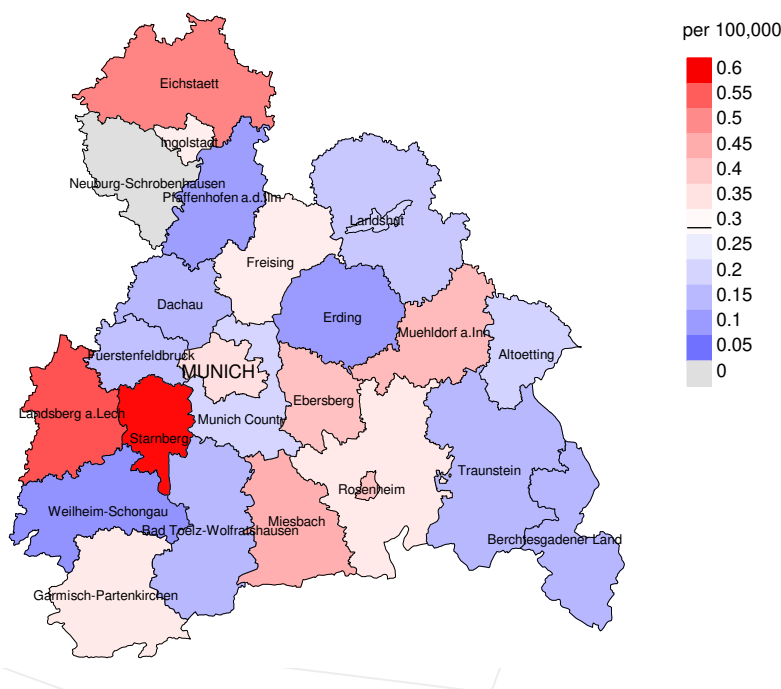 per 100,000
0.6
0.55
0.5
0.45
0.4
0.35
0.3
0.25
0.2
0.15
0.1
0.05
0
Eichstaett
Ingolstadt
Neuburg-Schrobenhausen
Pfaffenhofen a.d.Ilm
Landshut
Freising
Dachau
Erding
Muehldorf a.Inn
Altoetting
Fuerstenfeldbruck
MUNICH
Ebersberg
Landsberg a.Lech
Munich County
Starnberg
Traunstein
Rosenheim
Weilheim-Schongau
Miesbach
Bad Toelz-Wolfratshausen
Berchtesgadener Land
Garmisch-Partenkirchen